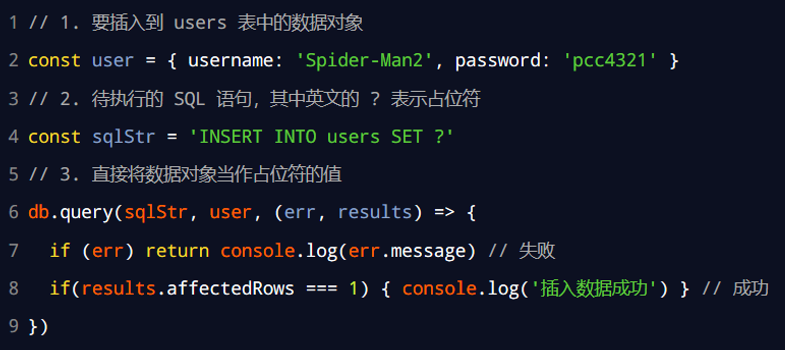 1 // 1. 要插入到 users 表中的数据对象
2 const user = { username: 'Spider-Man2', password: 'pcc4321' }
3 // 2. 待执行的 SQL 语句，其中英文的 ? 表示占位符
4 const sqlStr = 'INSERT INTO users SET ?'
5 // 3. 直接将数据对象当作占位符的值
6 db.query(sqlStr, user, (err, results) => {
7   if (err) return console.log(err.message) // 失败
8   if(results.affectedRows === 1) { console.log('插入数据成功') } // 成功
9 })